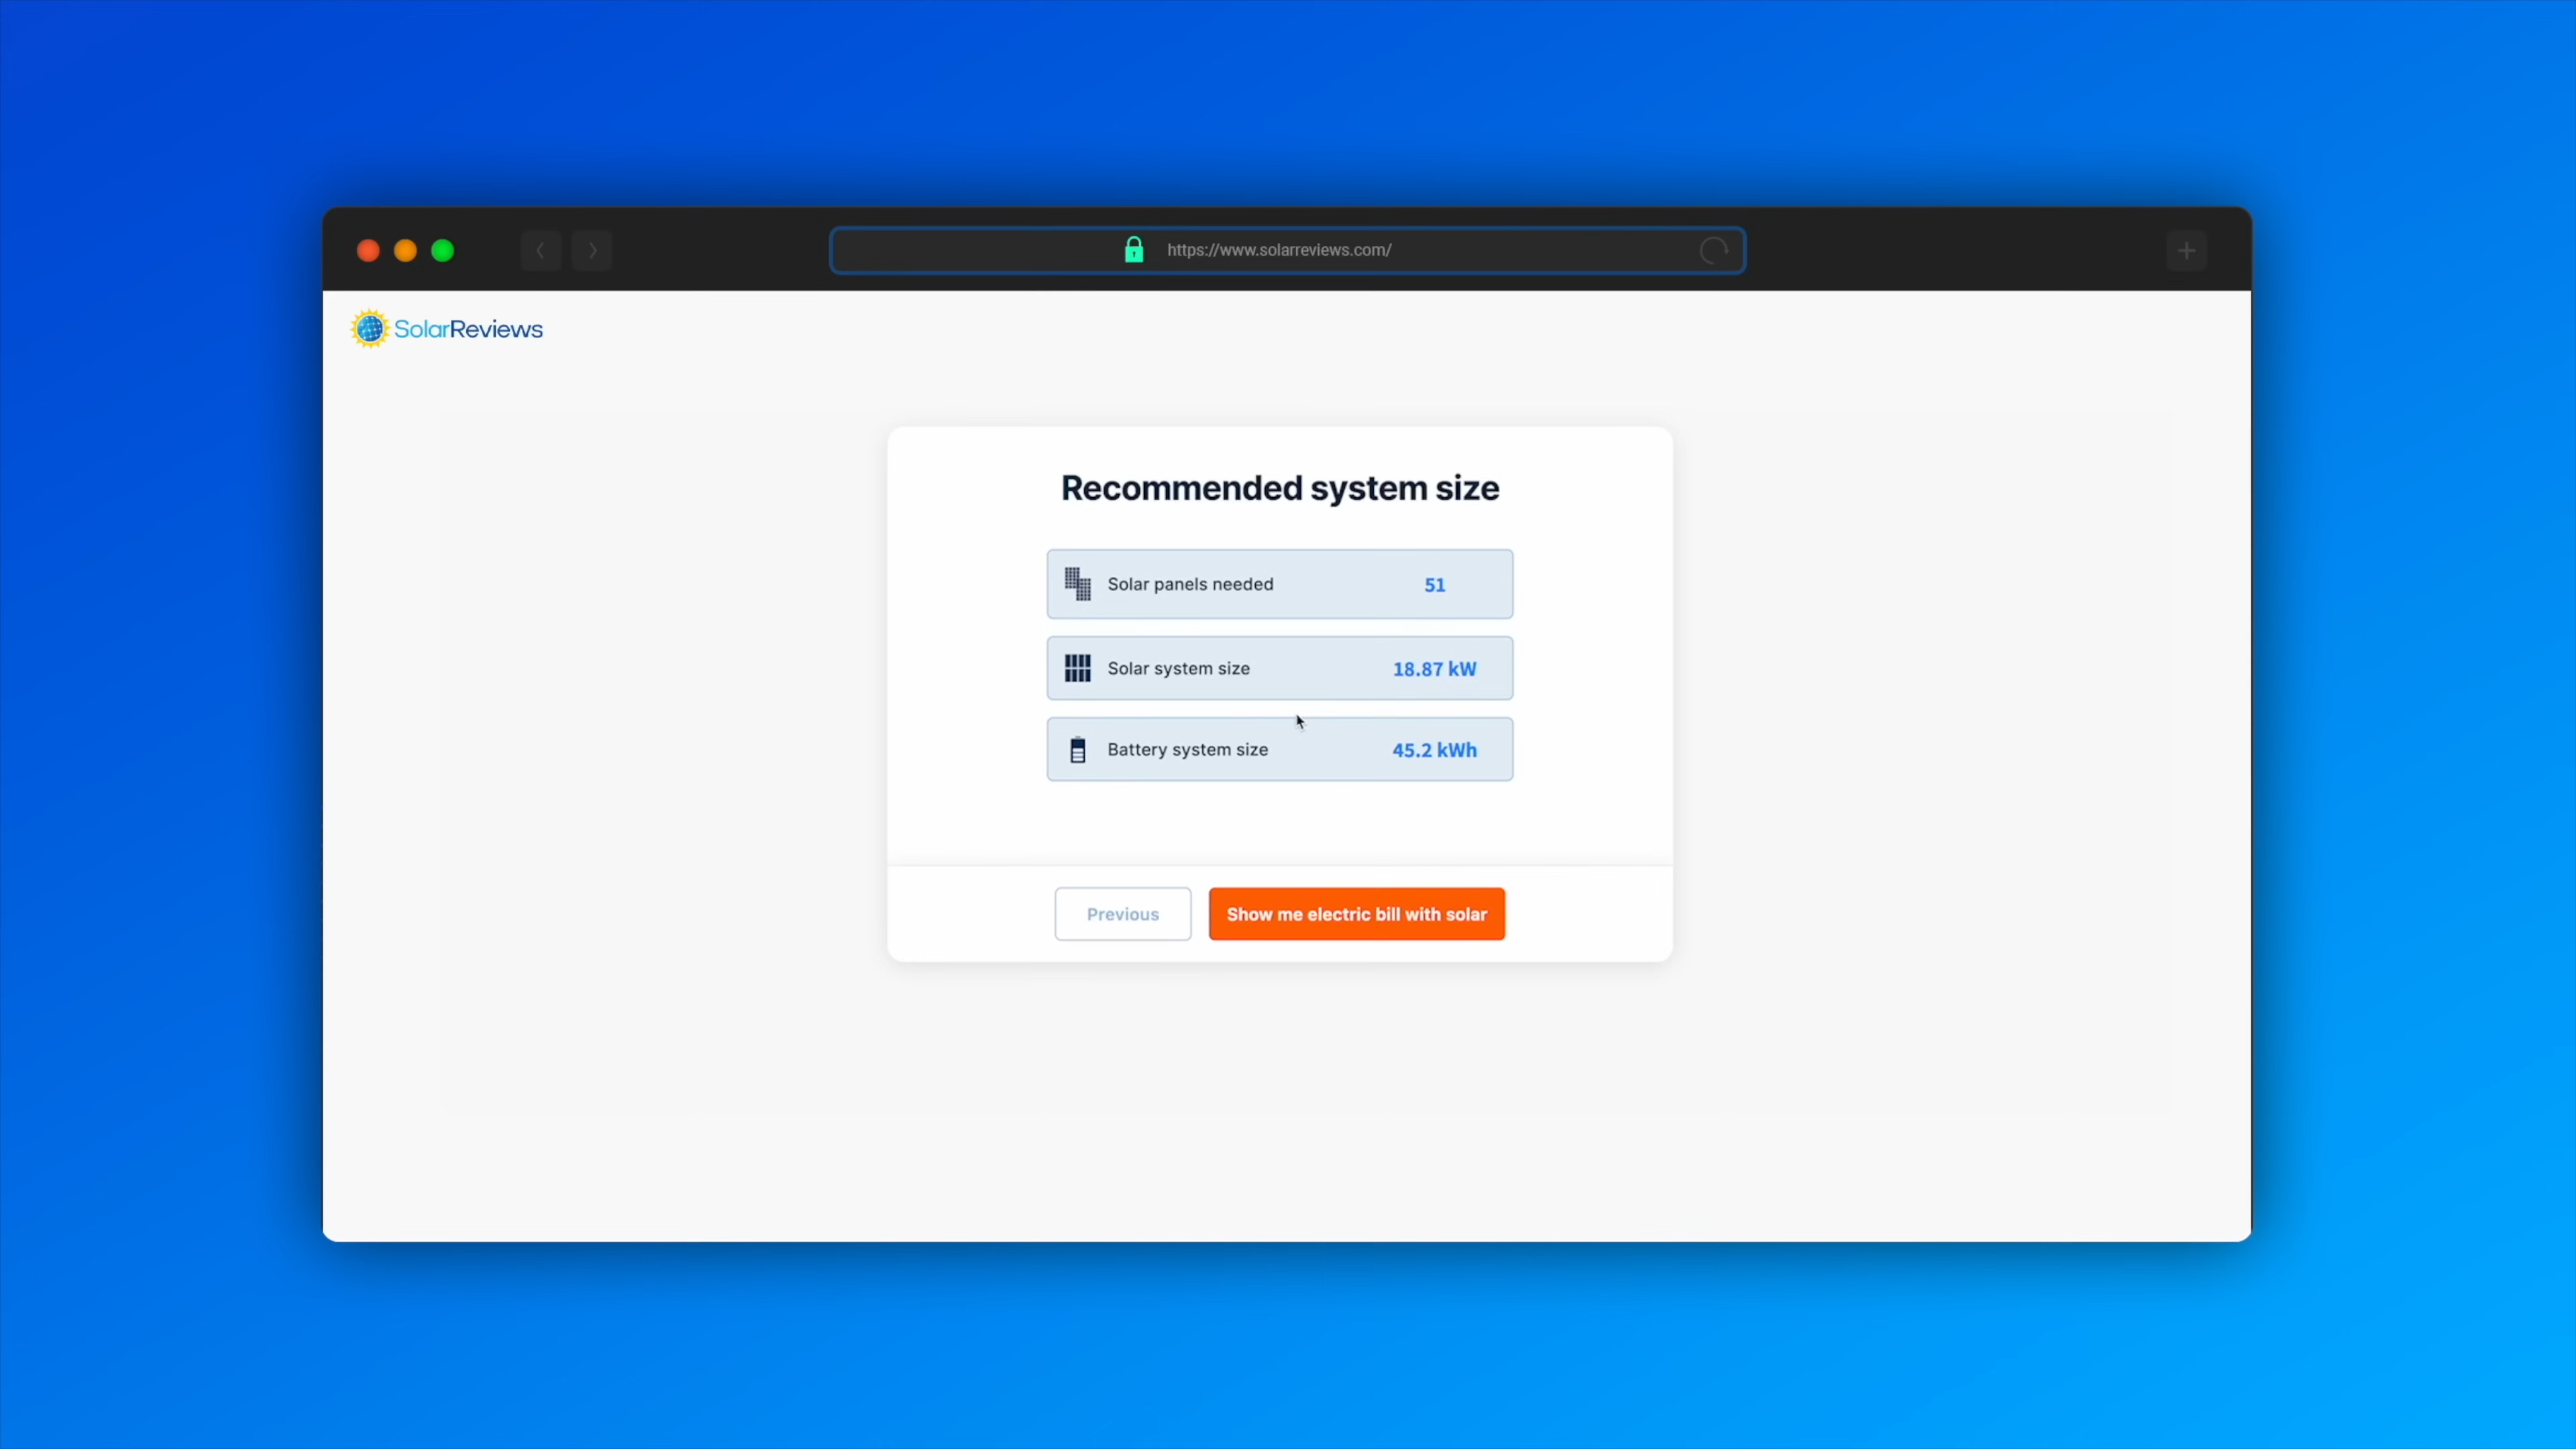 https://www.solarreviews.com/
SolarReviews
Recommended system size
Solar panels needed 51
Solar system size 18.87 kW
Battery system size 45.2 kWh
Previous Show me electric bill with solar